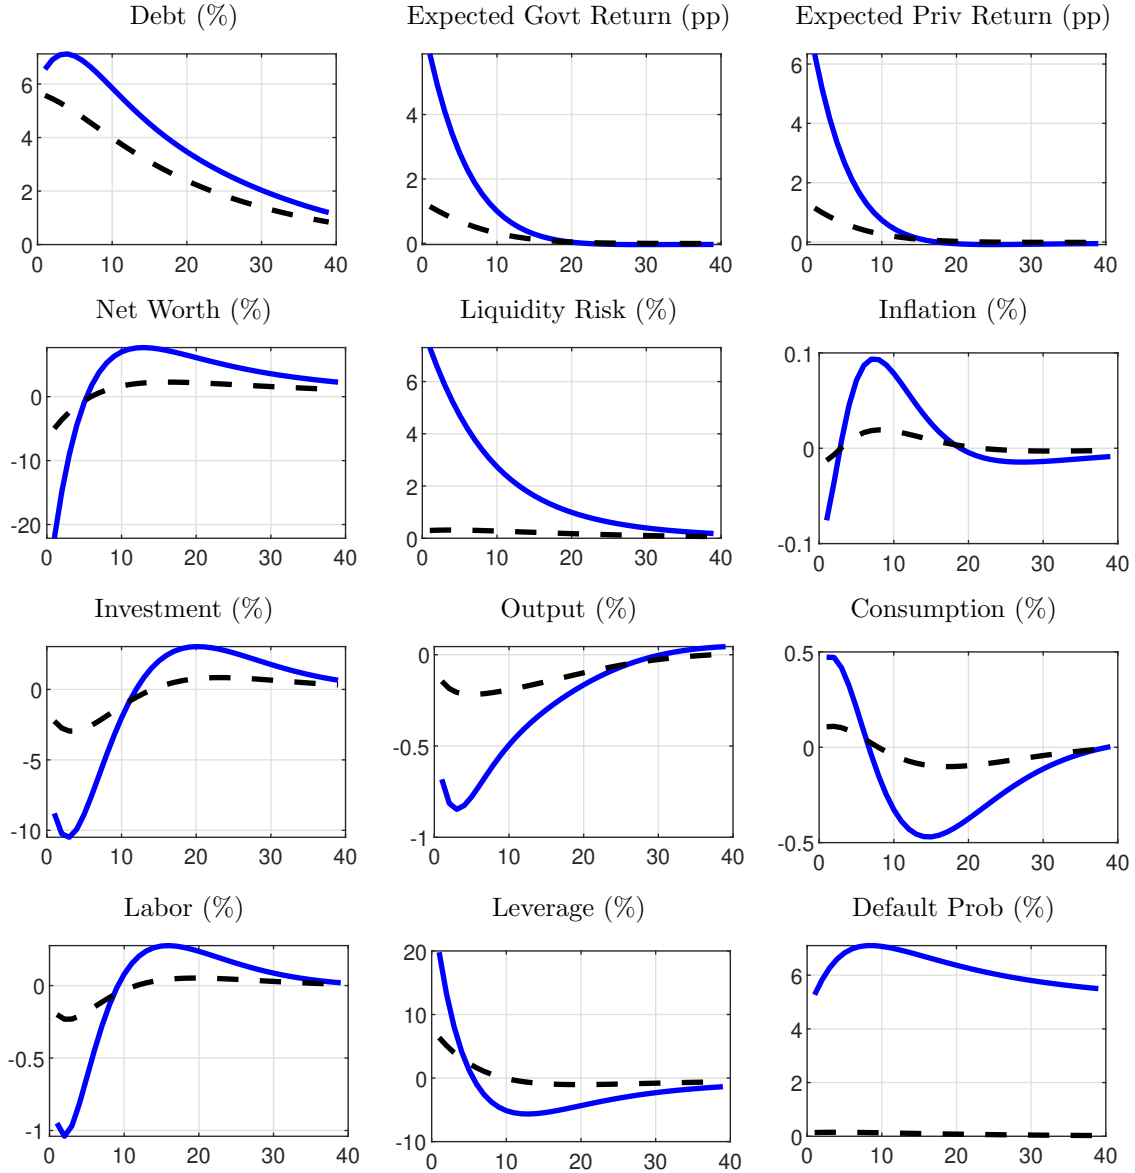 Debt (%) Expected Govt Return (pp) Expected Priv Return (pp)
6 4 2 0
0 10 20 30 40
4 2 0
0 10 20 30 40
6 4 2 0
0 10 20 30 40
Net Worth (%) Liquidity Risk (%) Inflation (%)
0 -10 -20
0 10 20 30 40
6 4 2 0
0 10 20 30 40
0.1 0 -0.1
0 10 20 30 40
Investment (%) Output (%) Consumption (%)
0 -5 -10
0 10 20 30 40
0 -0.5 -1
0 10 20 30 40
0.5 0 -0.5
0 10 20 30 40
Labor (%) Leverage (%) Default Prob (%)
0 -0.5 -1
0 10 20 30 40
20 10 0 -10
0 10 20 30 40
6 4 2 0
0 10 20 30 40